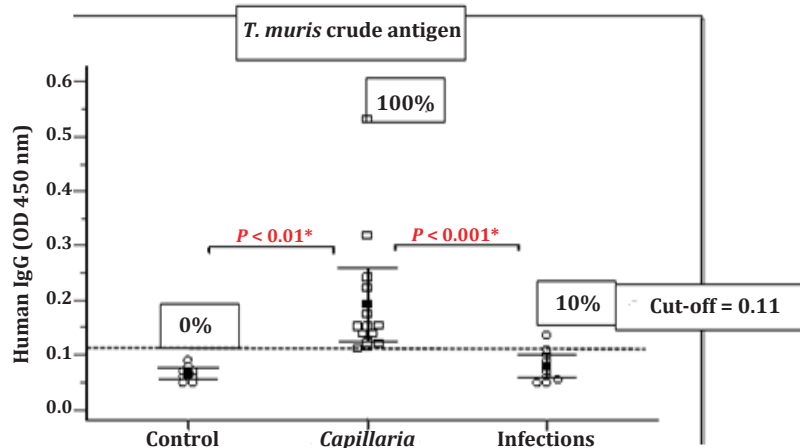 T. muris crude antigen
Human IgG (OD 450 nm)
0.6
0.5
0.4
0.3
0.2
0.1
0.0
100%
P < 0.01*
P < 0.001*
0%
10%
Cut-off = 0.11
Control
Capillaria
Infections